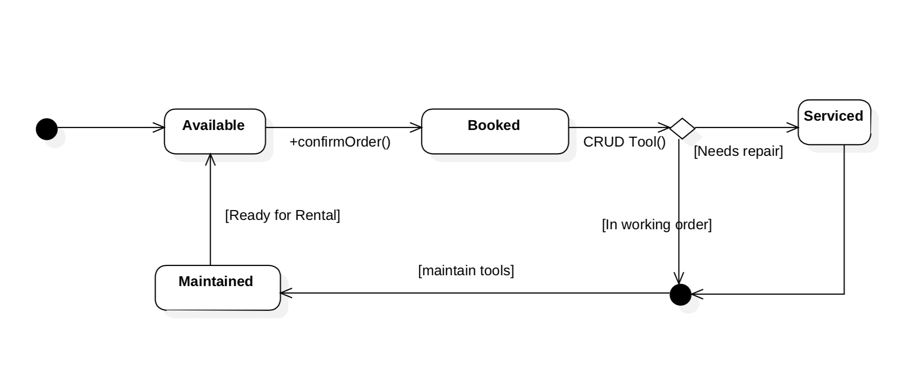 Available
+confirmOrder()
Booked
CRUD Tool()
Serviced
[Needs repair]
[Ready for Rental]
[In working order]
Maintained
[maintain tools]